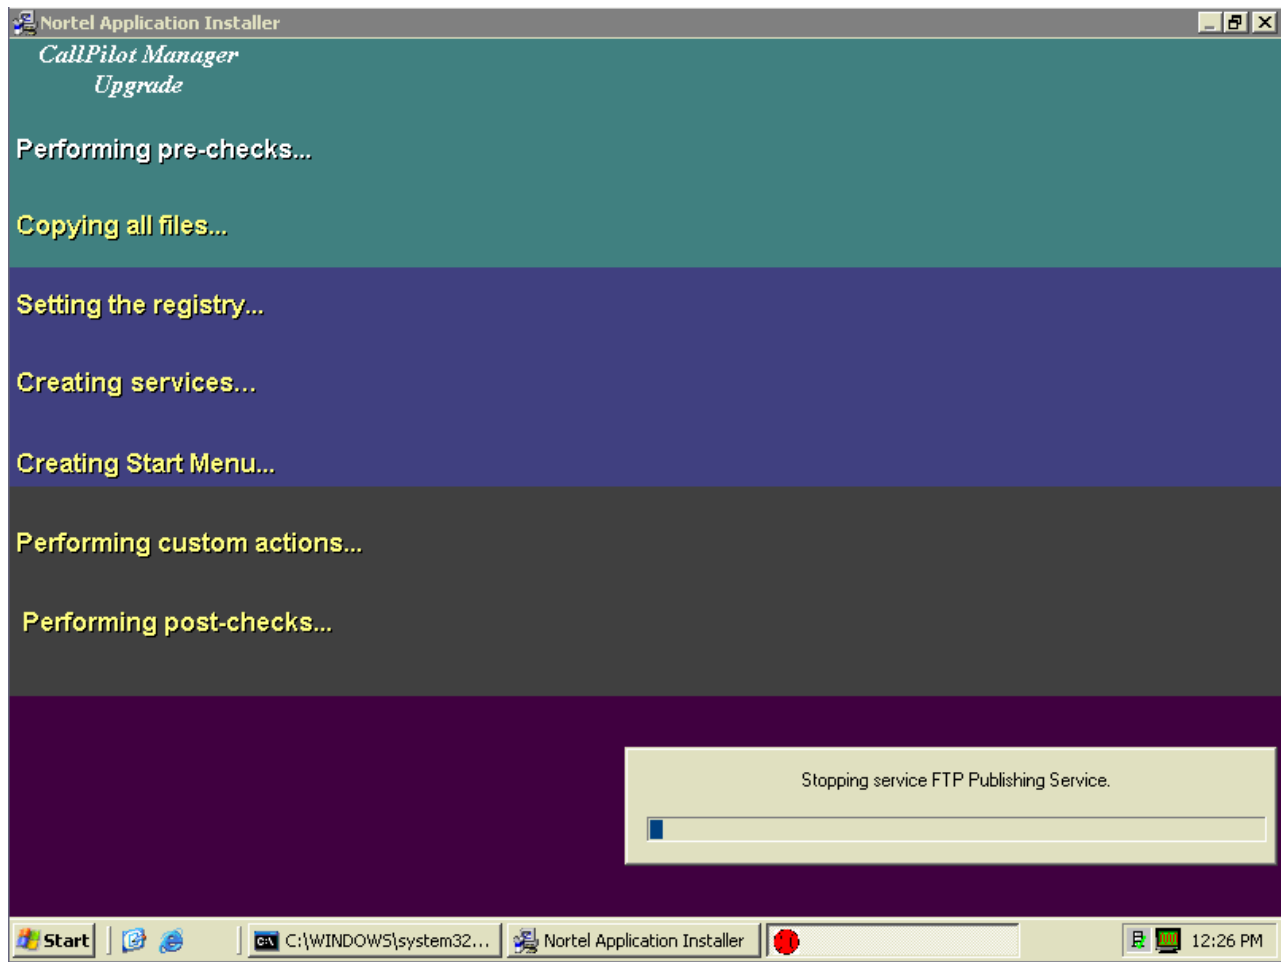 Nortel Application Installer
CallPilot Manager
Upgrade
Performing pre-checks...
Copying all files...
Setting the registry...
Creating services...
Creating Start Menu...
Performing custom actions...
Performing post-checks...
Stopping service FTP Publishing Service.
Start C:\WINDOWS\system32... Nortel Application Installer 12:26 PM